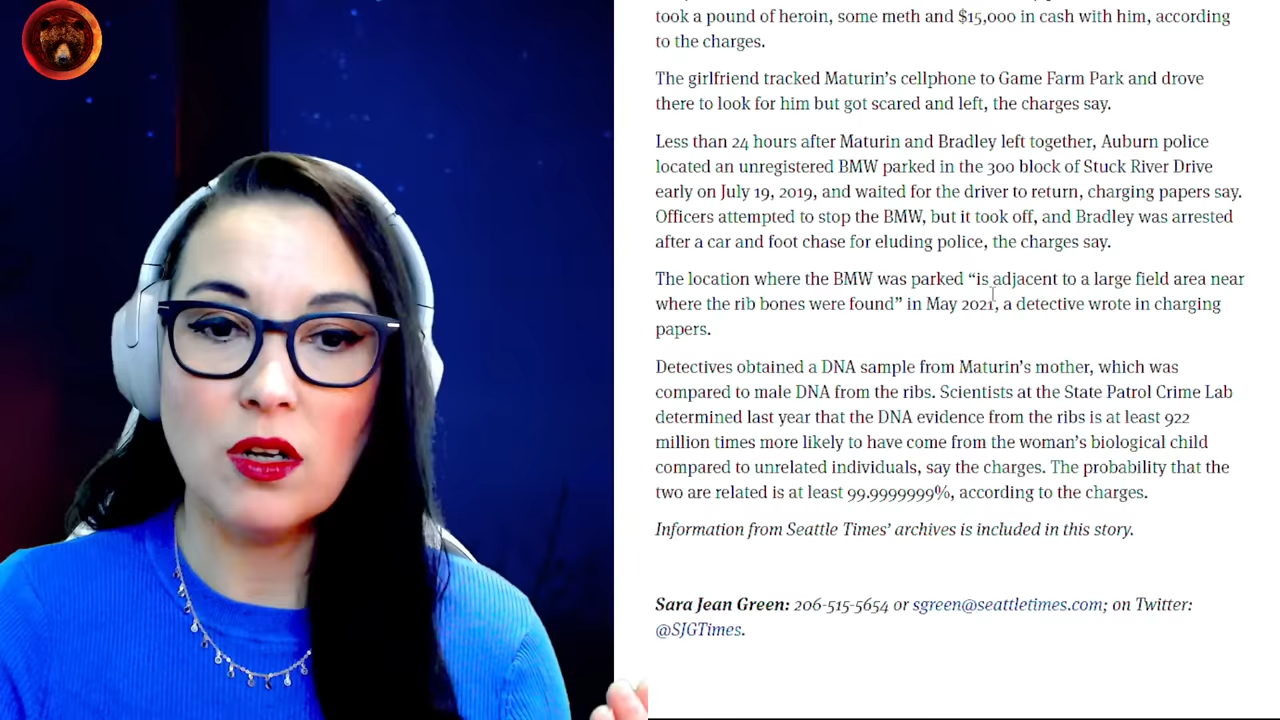 took a pound of heroin, some meth and $15,000 in cash with him, according
to the charges.
The girlfriend tracked Maturin’s cellphone to Game Farm Park and drove
there to look for him but got scared and left, the charges say.
Less than 24 hours after Maturin and Bradley left together, Auburn police
located an unregistered BMW parked in the 300 block of Stuck River Drive
early on July 19, 2019, and waited for the driver to return, charging papers say.
Officers attempted to stop the BMW, but it took off, and Bradley was arrested
after a car and foot chase for eluding police, the charges say.
The location where the BMW was parked “is adjacent to a large field area near
where the rib bones were found” in May 2021, a detective wrote in charging
papers.
Detectives obtained a DNA sample from Maturin’s mother, which was
compared to male DNA from the ribs. Scientists at the State Patrol Crime Lab
determined last year that the DNA evidence from the ribs is at least 922
million times more likely to have come from the woman’s biological child
compared to unrelated individuals, say the charges. The probability that the
two are related is at least 99.9999999%, according to the charges.
Information from Seattle Times’ archives is included in this story.
Sara Jean Green: 206-515-5654 or sgreen@seattletimes.com; on Twitter:
@SJGTimes.